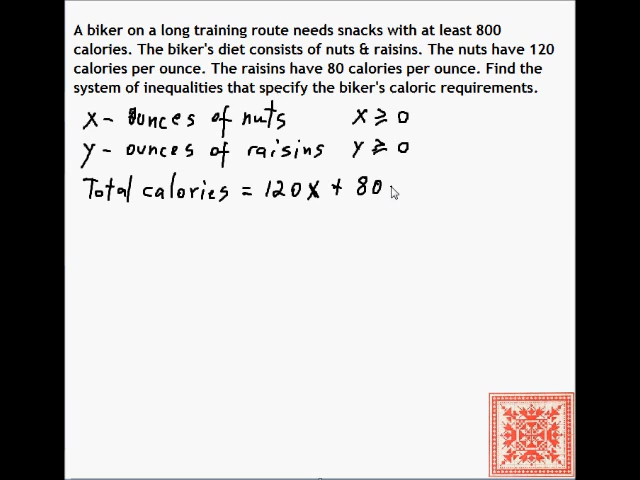 A biker on a long training route needs snacks with at least 800
calories. The biker's diet consists of nuts & raisins. The nuts have 120
calories per ounce. The raisins have 80 calories per ounce. Find the
system of inequalities that specify the biker's caloric requirements.
x - ounces of nuts x ≥ 0
y - ounces of raisins y ≥ 0
Total calories = 120x + 80